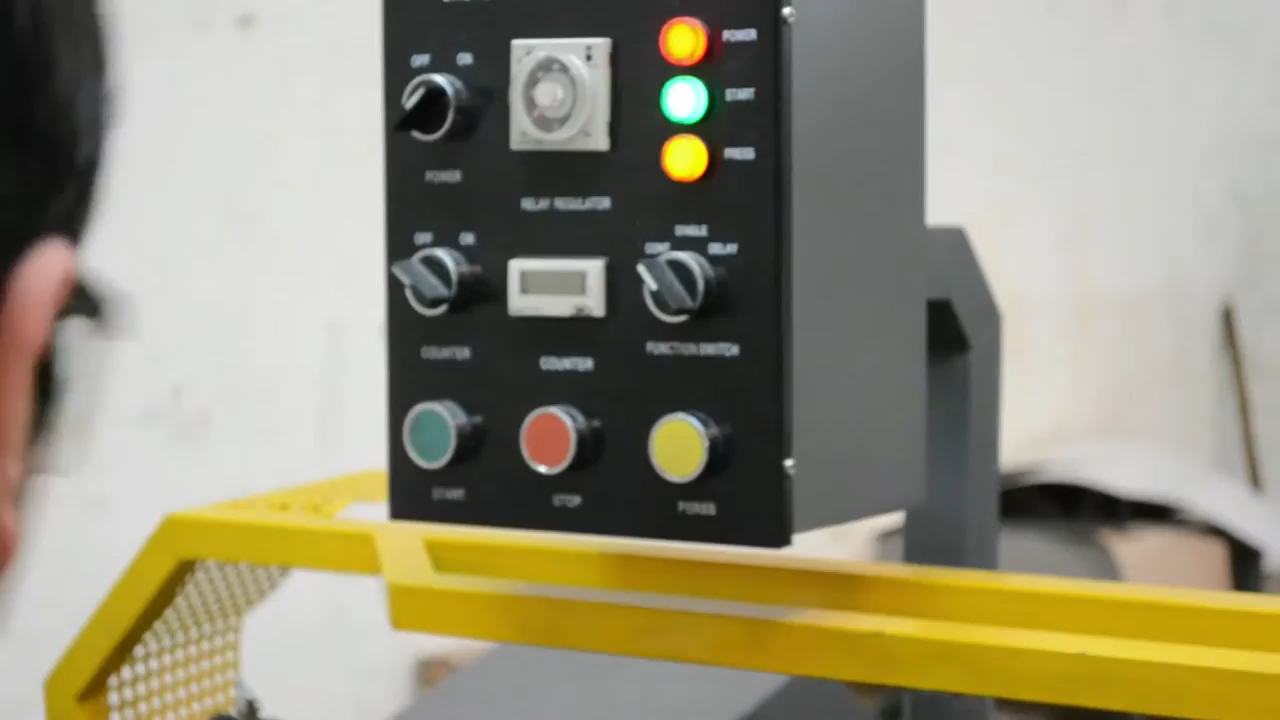 OFF ON
POWER
POWER
START
PRESS
RELAY REGULATOR
OFF ON
SINGLE
CONT DELAY
COUNTER
COUNTER
FUNCTION SWITCH
START
STOP
PERSS